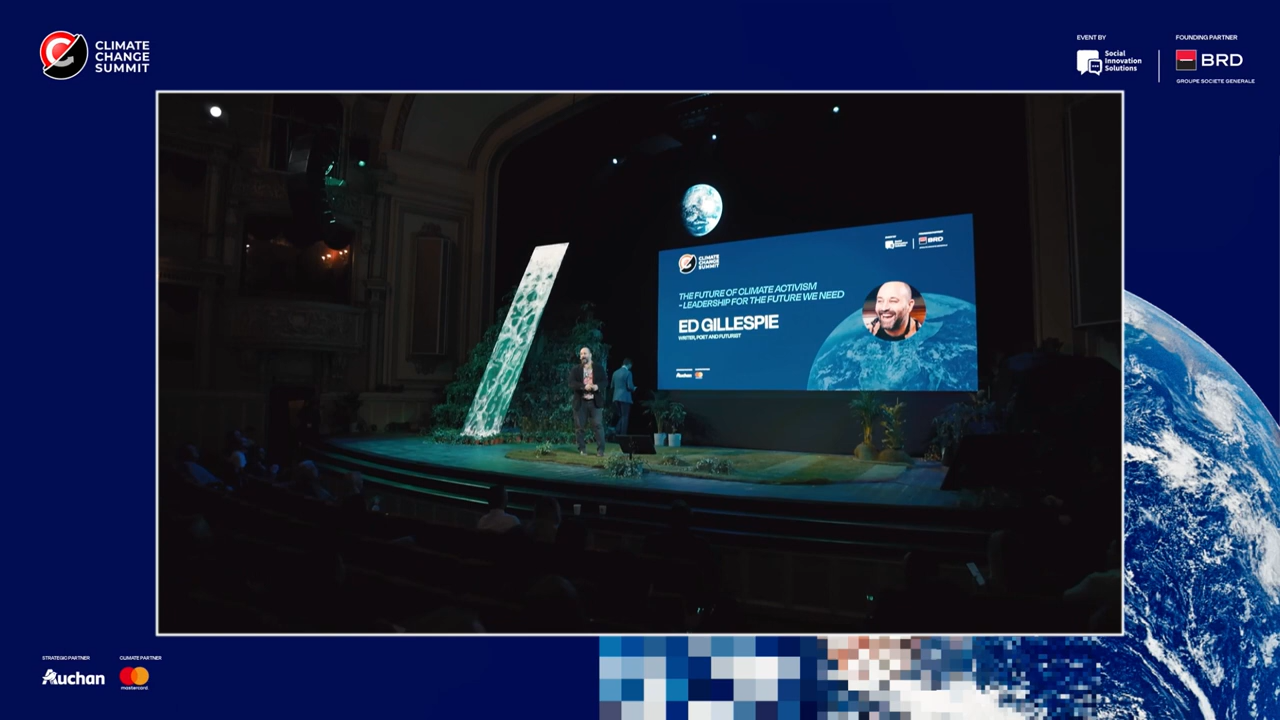 CLIMATE
CHANGE
SUMMIT
EVENT BY
Social
Innovation
Solutions
FOUNDING PARTNER
BRD
GROUPE SOCIETE GENERALE
BRD
CLIMATE
CHANGE
SUMMIT
THE FUTURE OF CLIMATE ACTIVISM
- LEADERSHIP FOR THE FUTURE WE NEED
ED GILLESPIE
WRITER, POET AND FUTURIST
Auchan
STRATEGIC PARTNER
Auchan
CLIMATE PARTNER
mastercard